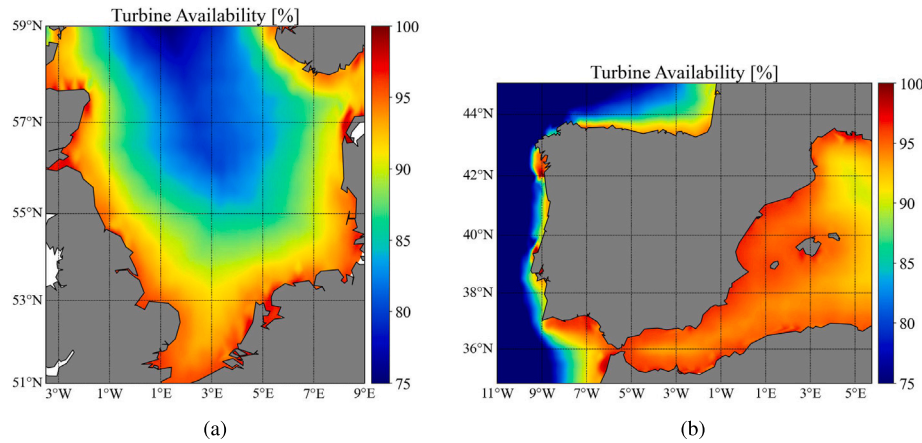 Turbine Availability [%]
59°N
57°N
55°N
53°N
51°N
3°W 1°W 1°E 3°E 5°E 7°E 9°E
100
95
90
85
80
75
(a)
Turbine Availability [%]
44°N
42°N
40°N
38°N
36°N
11°W 9°W 7°W 5°W 3°W 1°W 1°E 3°E 5°E
100
95
90
85
80
75
(b)